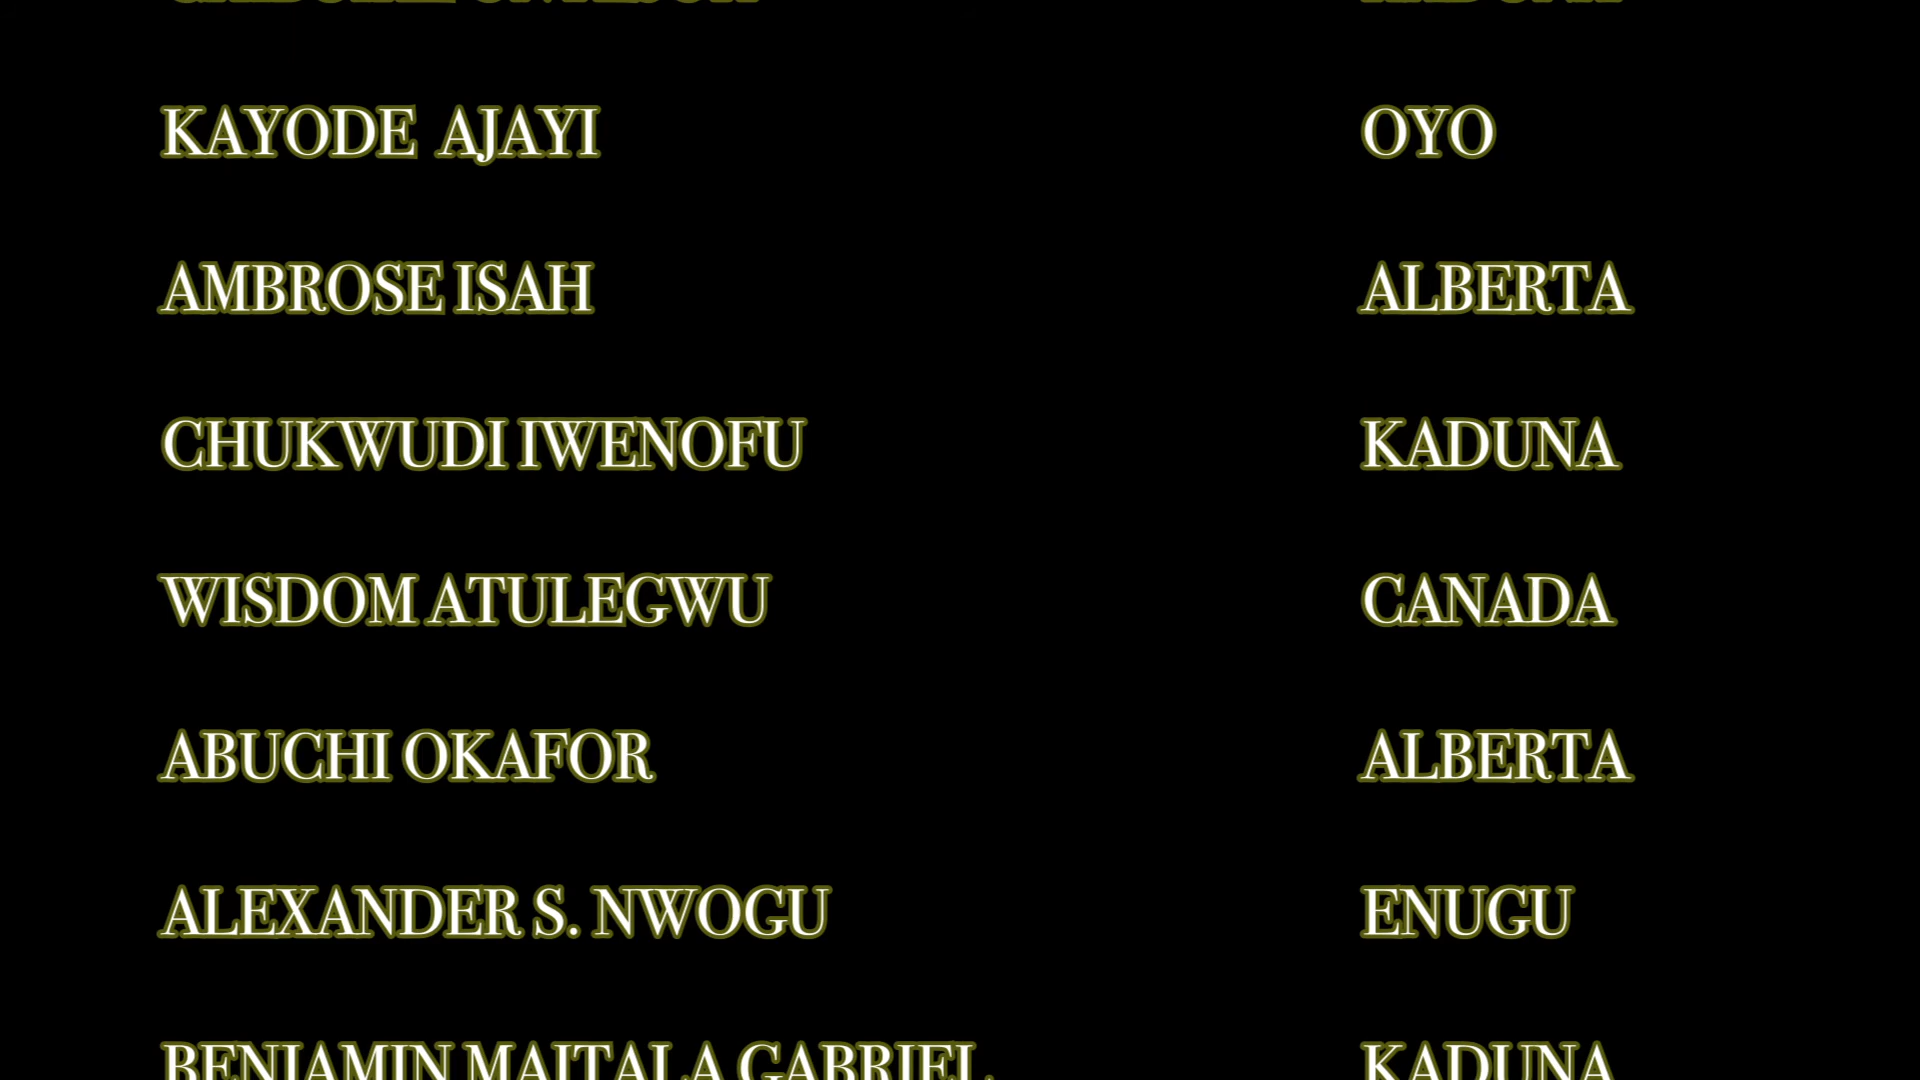 KAYODE AJAYI OYO
AMBROSE ISAH ALBERTA
CHUKWUDI IWENOFU KADUNA
WISDOM ATULEGWU CANADA
ABUCHI OKAFOR ALBERTA
ALEXANDER S. NWOGU ENUGU
BENJAMIN MAITALA GABRIEL. KADUNA